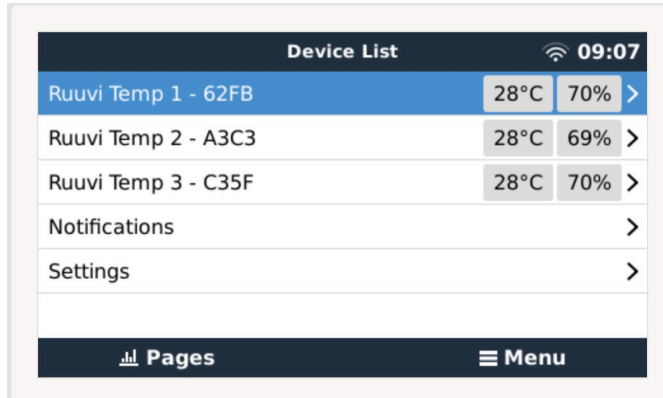 Device List 09:07
Ruuvi Temp 1 - 62FB 28°C 70%
Ruuvi Temp 2 - A3C3 28°C 69%
Ruuvi Temp 3 - C35F 28°C 70%
Notifications
Settings
Pages Menu